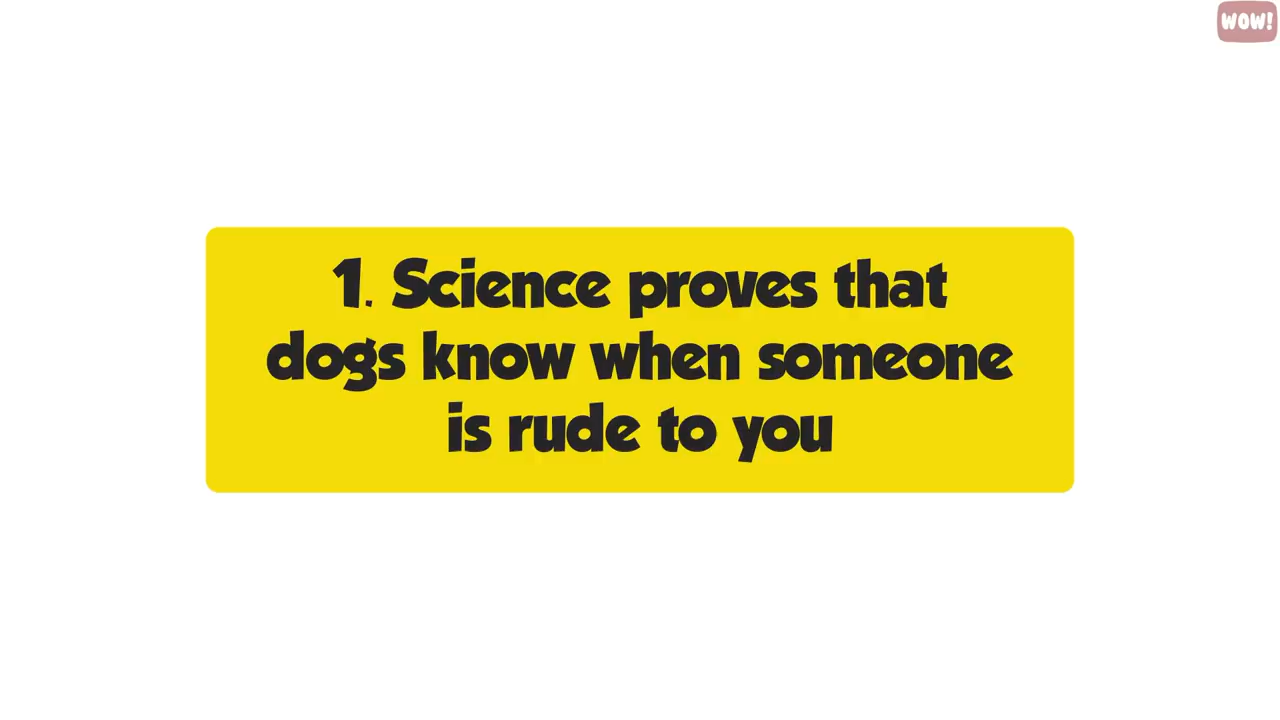 WOW!
1. Science proves that
dogs know when someone
is rude to you